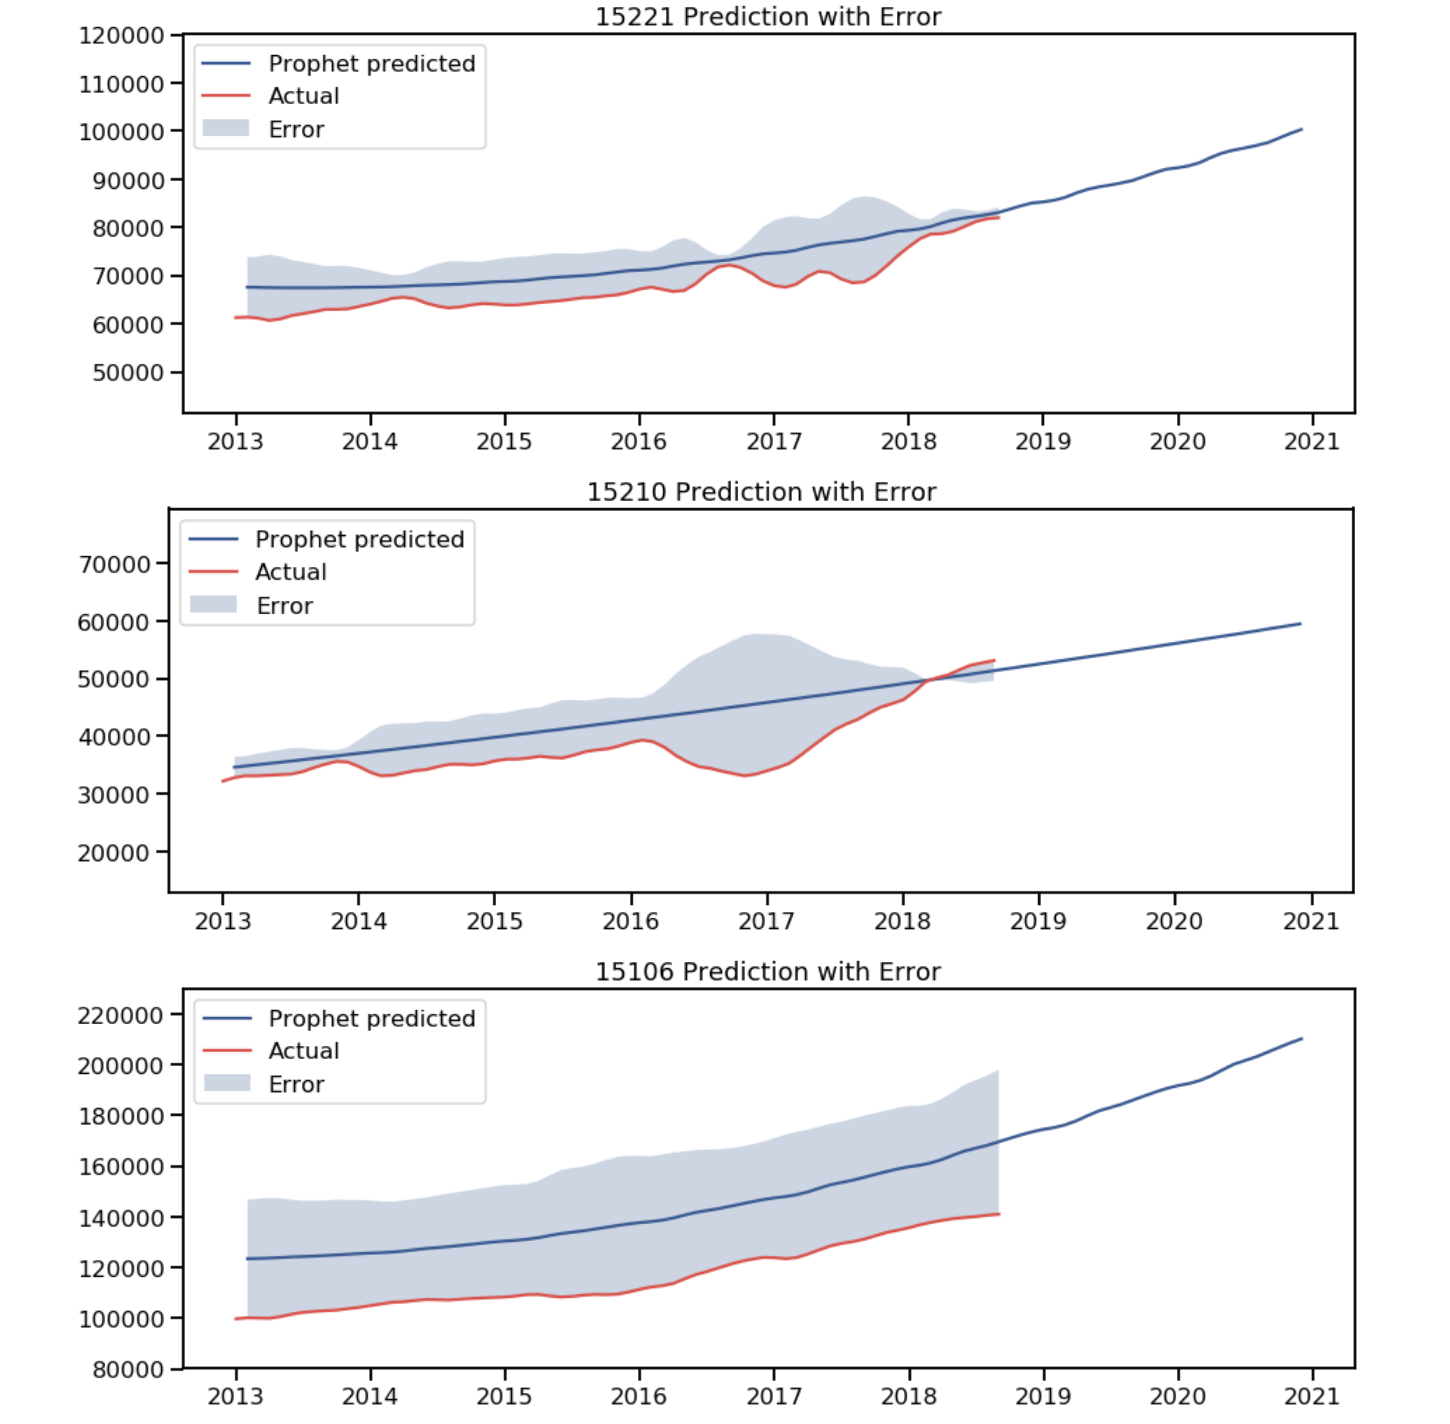 15221 Prediction with Error
120000
110000
100000
90000
80000
70000
60000
50000
Prophet predicted
Actual
Error
2013 2014 2015 2016 2017 2018 2019 2020 2021
15210 Prediction with Error
70000
60000
50000
40000
30000
20000
Prophet predicted
Actual
Error
2013 2014 2015 2016 2017 2018 2019 2020 2021
15106 Prediction with Error
220000
200000
180000
160000
140000
120000
100000
80000
Prophet predicted
Actual
Error
2013 2014 2015 2016 2017 2018 2019 2020 2021